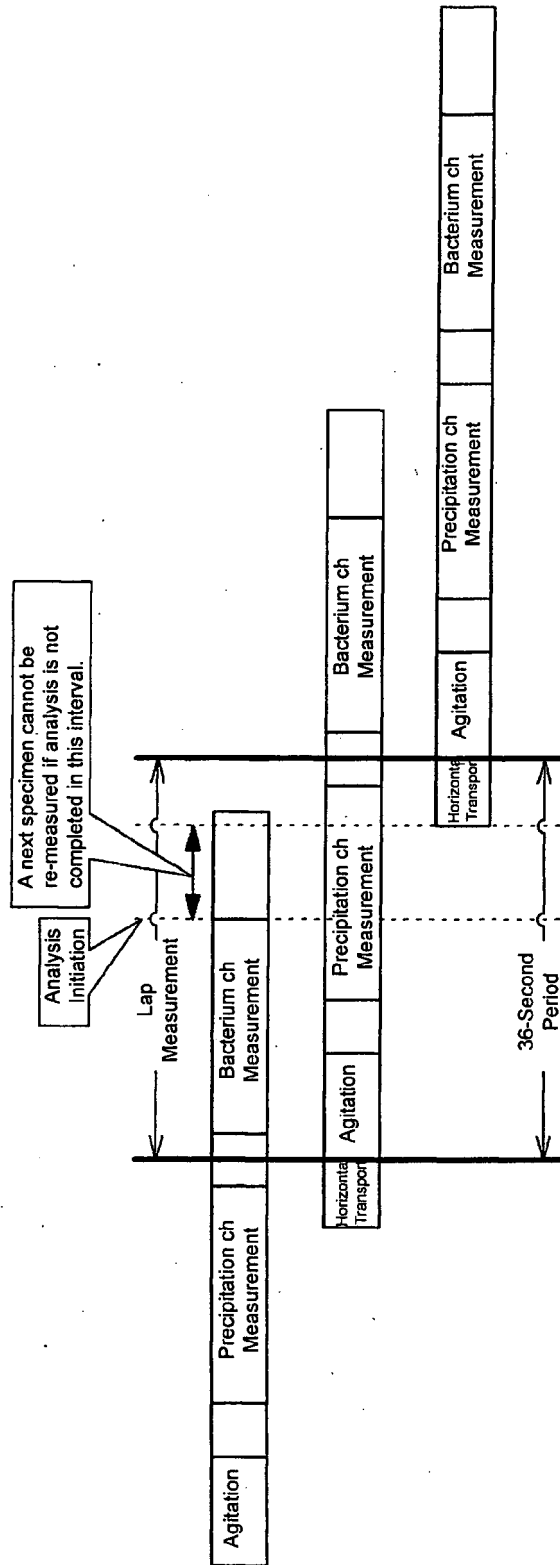 A next specimen cannot be
re-measured if analysis is not
completed in this interval.
Analysis
Initiation
Lap
Measurement
Agitation
Precipitation ch
Measurement
Bacterium ch
Measurement
Horizonta
Transpor
Agitation
Precipitation ch
Measurement
Bacterium ch
Measurement
Horizonta
Transpor
Agitation
Precipitation ch
Measurement
Bacterium ch
Measurement
36-Second
Period